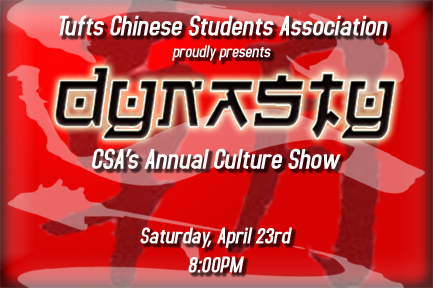 Tufts Chinese Students Association
proudly presents
dynasty
CSA's Annual Culture Show
Saturday, April 23rd
8:00PM